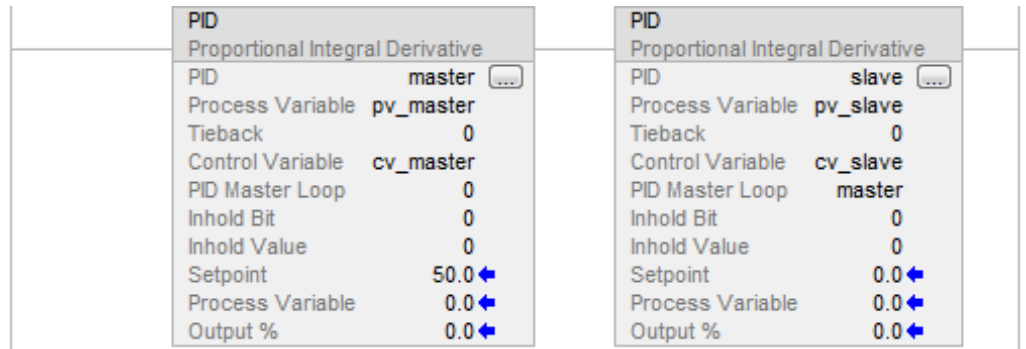 PID
Proportional Integral Derivative
PID master ...
Process Variable pv_master
Tieback 0
Control Variable cv_master
PID Master Loop 0
Inhold Bit 0
Inhold Value 0
Setpoint 50.0
Process Variable 0.0
Output % 0.0
PID
Proportional Integral Derivative
PID slave ...
Process Variable pv_slave
Tieback 0
Control Variable cv_slave
PID Master Loop master
Inhold Bit 0
Inhold Value 0
Setpoint 0.0
Process Variable 0.0
Output % 0.0